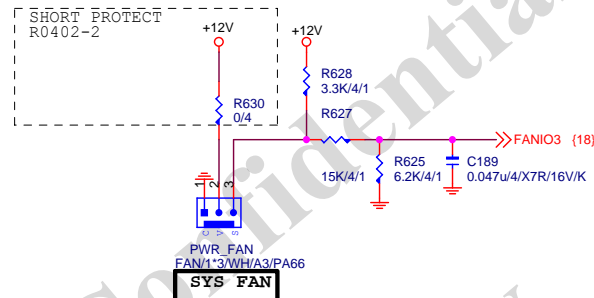 SHORT PROTECT
R0402-2
+12V
+12V
R630
0/4
R628
3.3K/4/1
R627
15K/4/1
R625
6.2K/4/1
C189
0.047u/4/X7R/16V/K
FANIO3 {18}
1
2
3
C
V
S
PWR_FAN
FAN/1*3/WH/A3/PA66
SYS FAN
Confidential